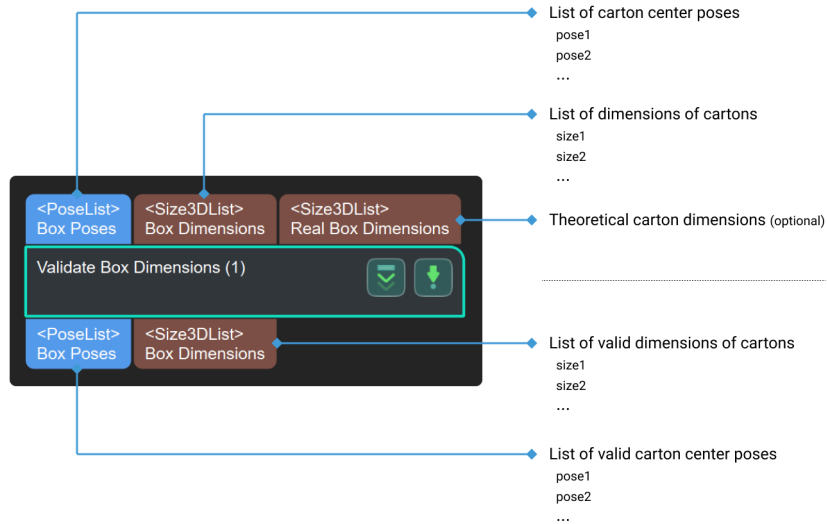 List of carton center poses
pose1
pose2
...
List of dimensions of cartons
size1
size2
...
<PoseList>
Box Poses
<Size3DList>
Box Dimensions
<Size3DList>
Real Box Dimensions
Theoretical carton dimensions (optional)
Validate Box Dimensions (1)
<PoseList>
Box Poses
<Size3DList>
Box Dimensions
List of valid dimensions of cartons
size1
size2
...
List of valid carton center poses
pose1
pose2
...